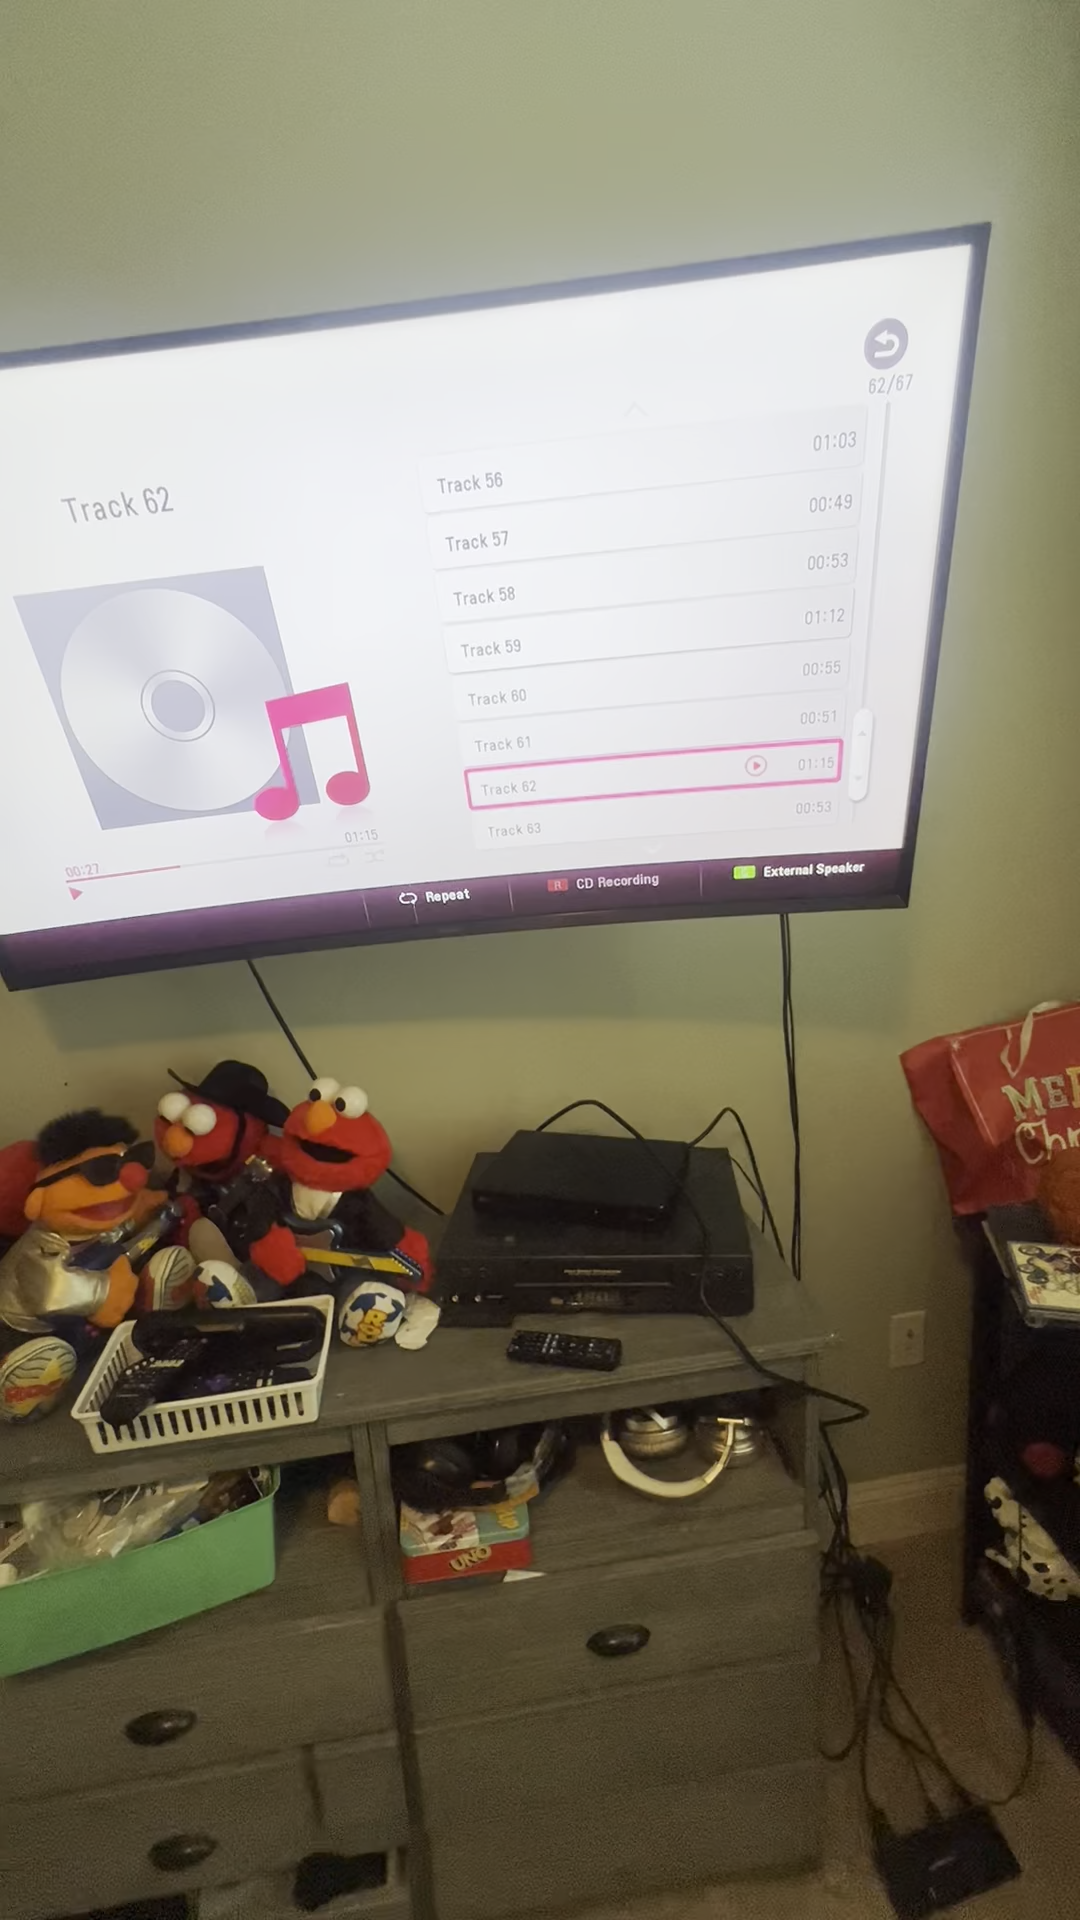 62/67
Track 62
Track 56 01:03
Track 57 00:49
Track 58 00:53
Track 59 01:12
Track 60 00:55
Track 61 00:51
Track 62 01:15
Track 63 00:53
01:15
00:27
Repeat
R CD Recording
External Speaker
Chr
UNO